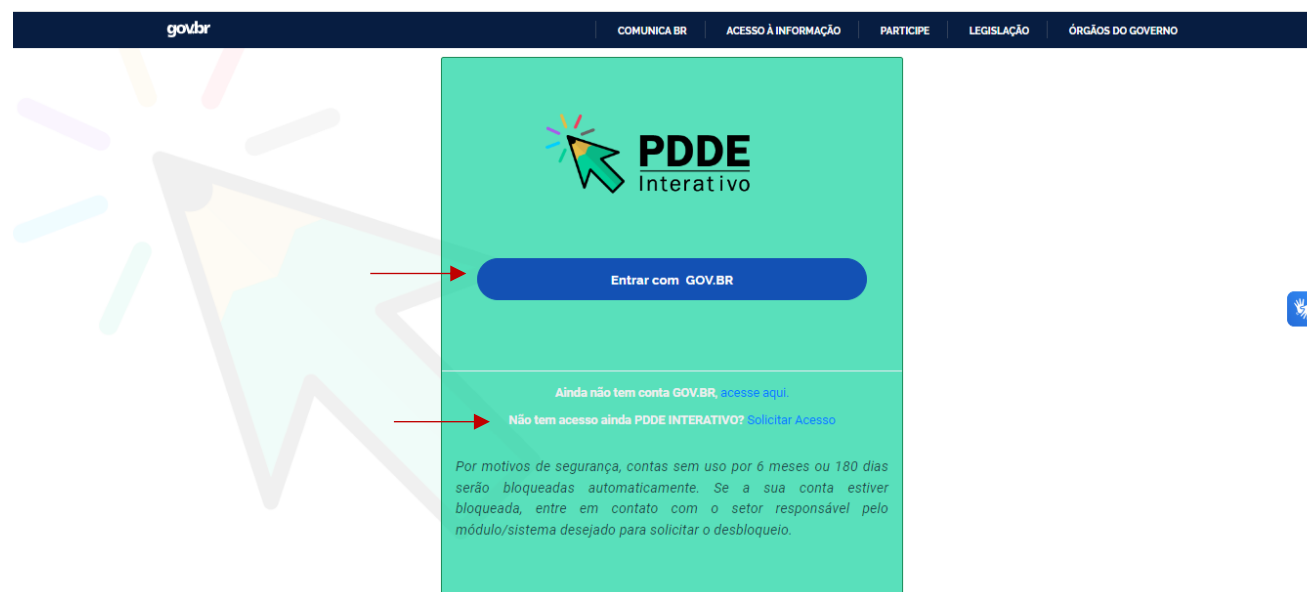 gov.br
COMUNICA BR
ACESSO À INFORMAÇÃO
PARTICIPE
LEGISLAÇÃO
ÓRGÃOS DO GOVERNO
PDDE
Interativo
Entrar com GOV.BR
Ainda não tem conta GOV.BR, acesse aqui.
Não tem acesso ainda PDDE INTERATIVO? Solicitar Acesso
Por motivos de segurança, contas sem uso por 6 meses ou 180 dias
serão bloqueadas automaticamente. Se a sua conta estiver
bloqueada, entre em contato com o setor responsável pelo
módulo/sistema desejado para solicitar o desbloqueio.